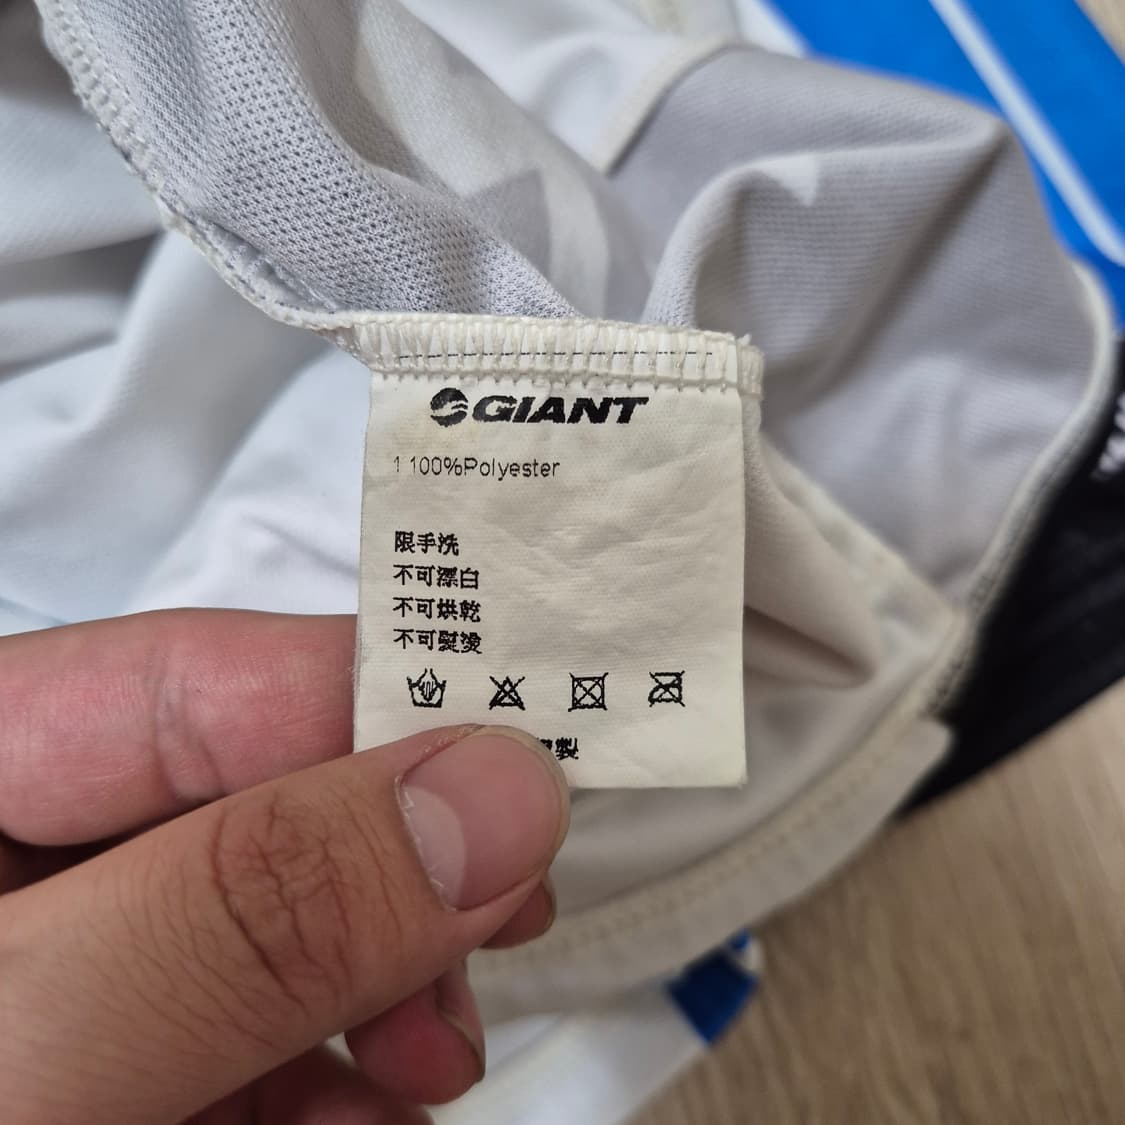 GIANT
1 100%Polyester
限手洗
不可漂白
不可烘乾
不可熨燙
製